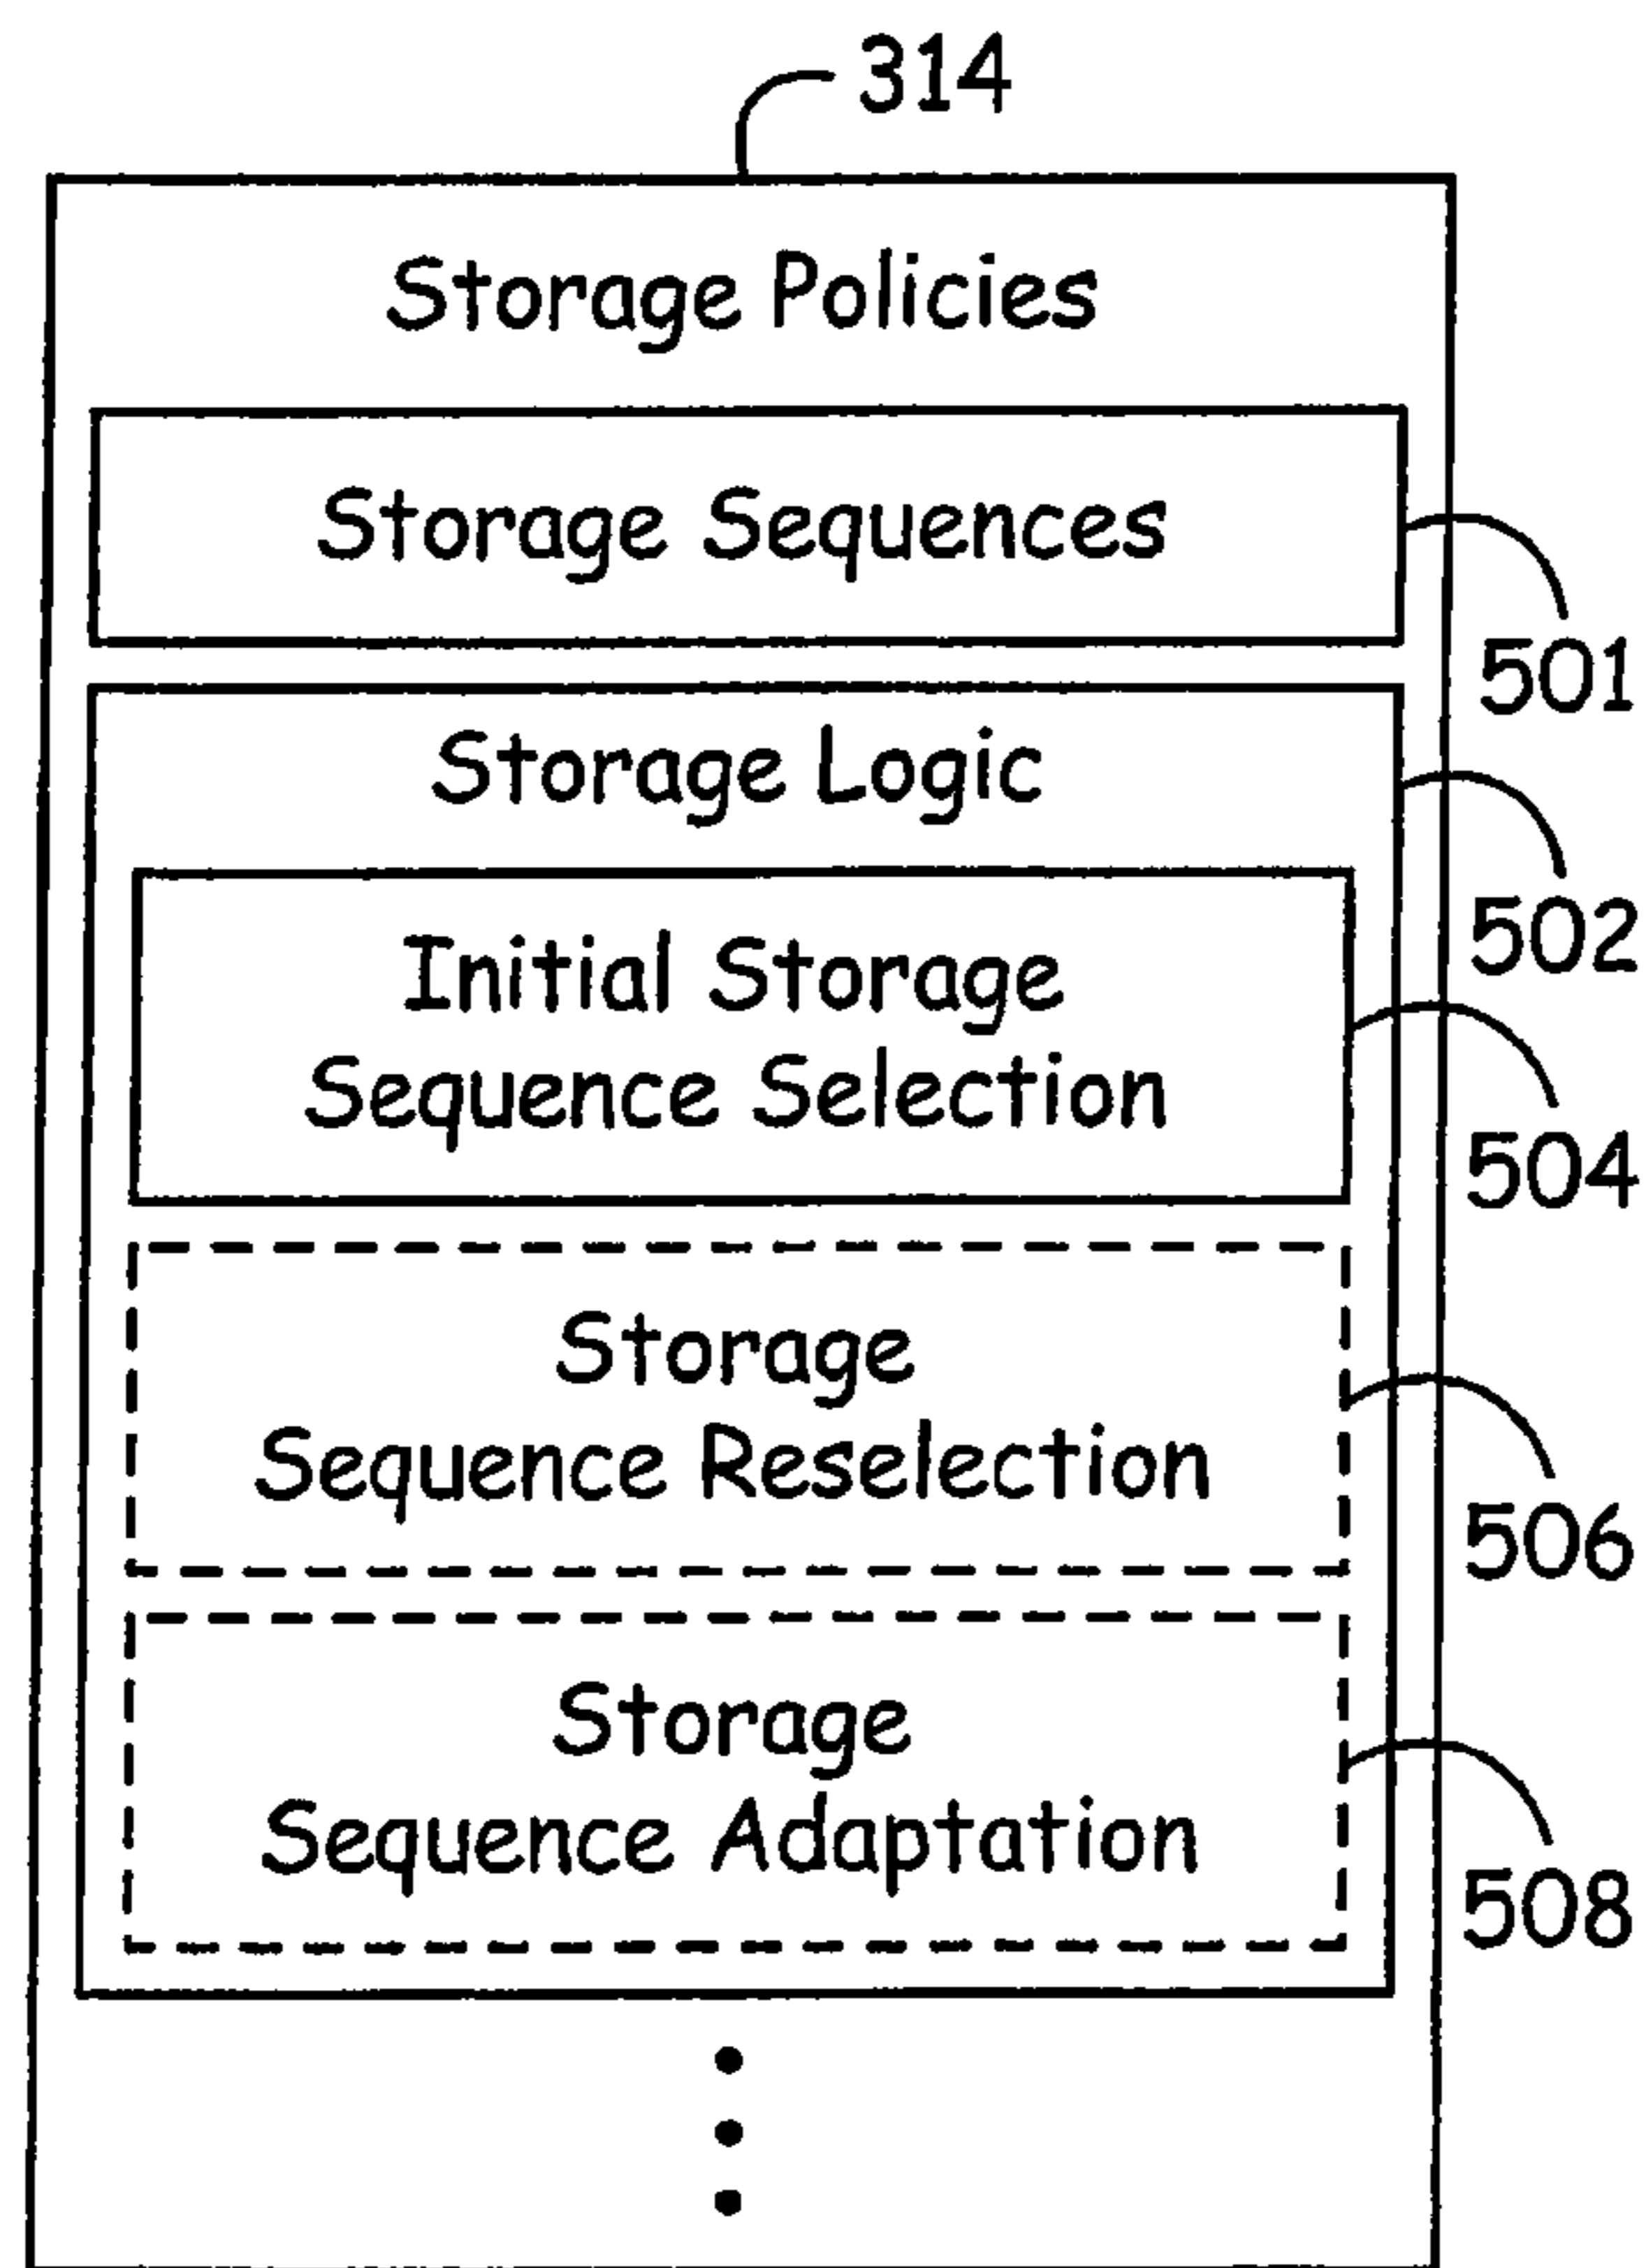 314
Storage Policies
Storage Sequences
501
Storage Logic
502
Initial Storage
Sequence Selection
504
Storage
Sequence Reselection
506
Storage
Sequence Adaptation
508